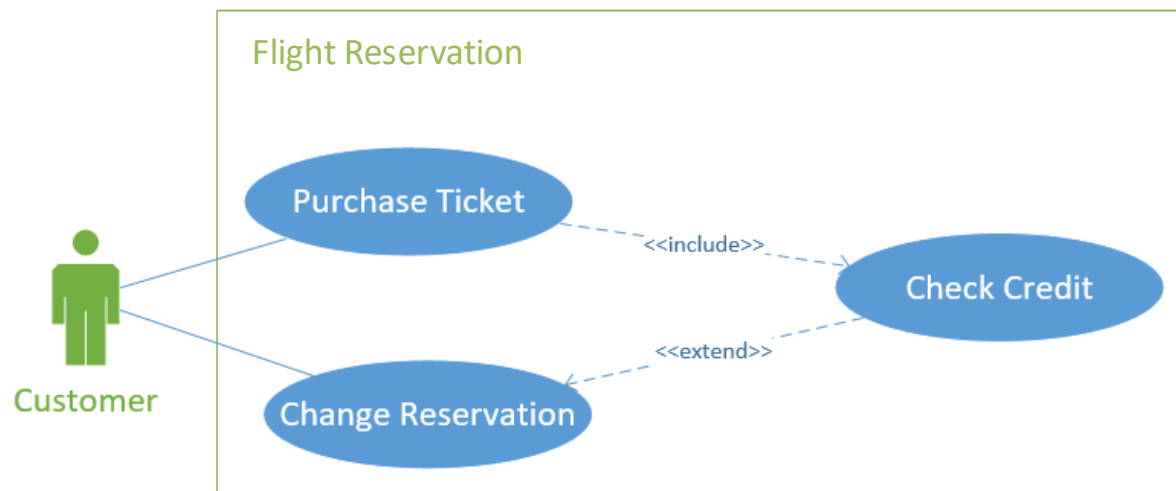 Flight Reservation
Purchase Ticket
<<include>>
Check Credit
<<extend>>
Customer
Change Reservation